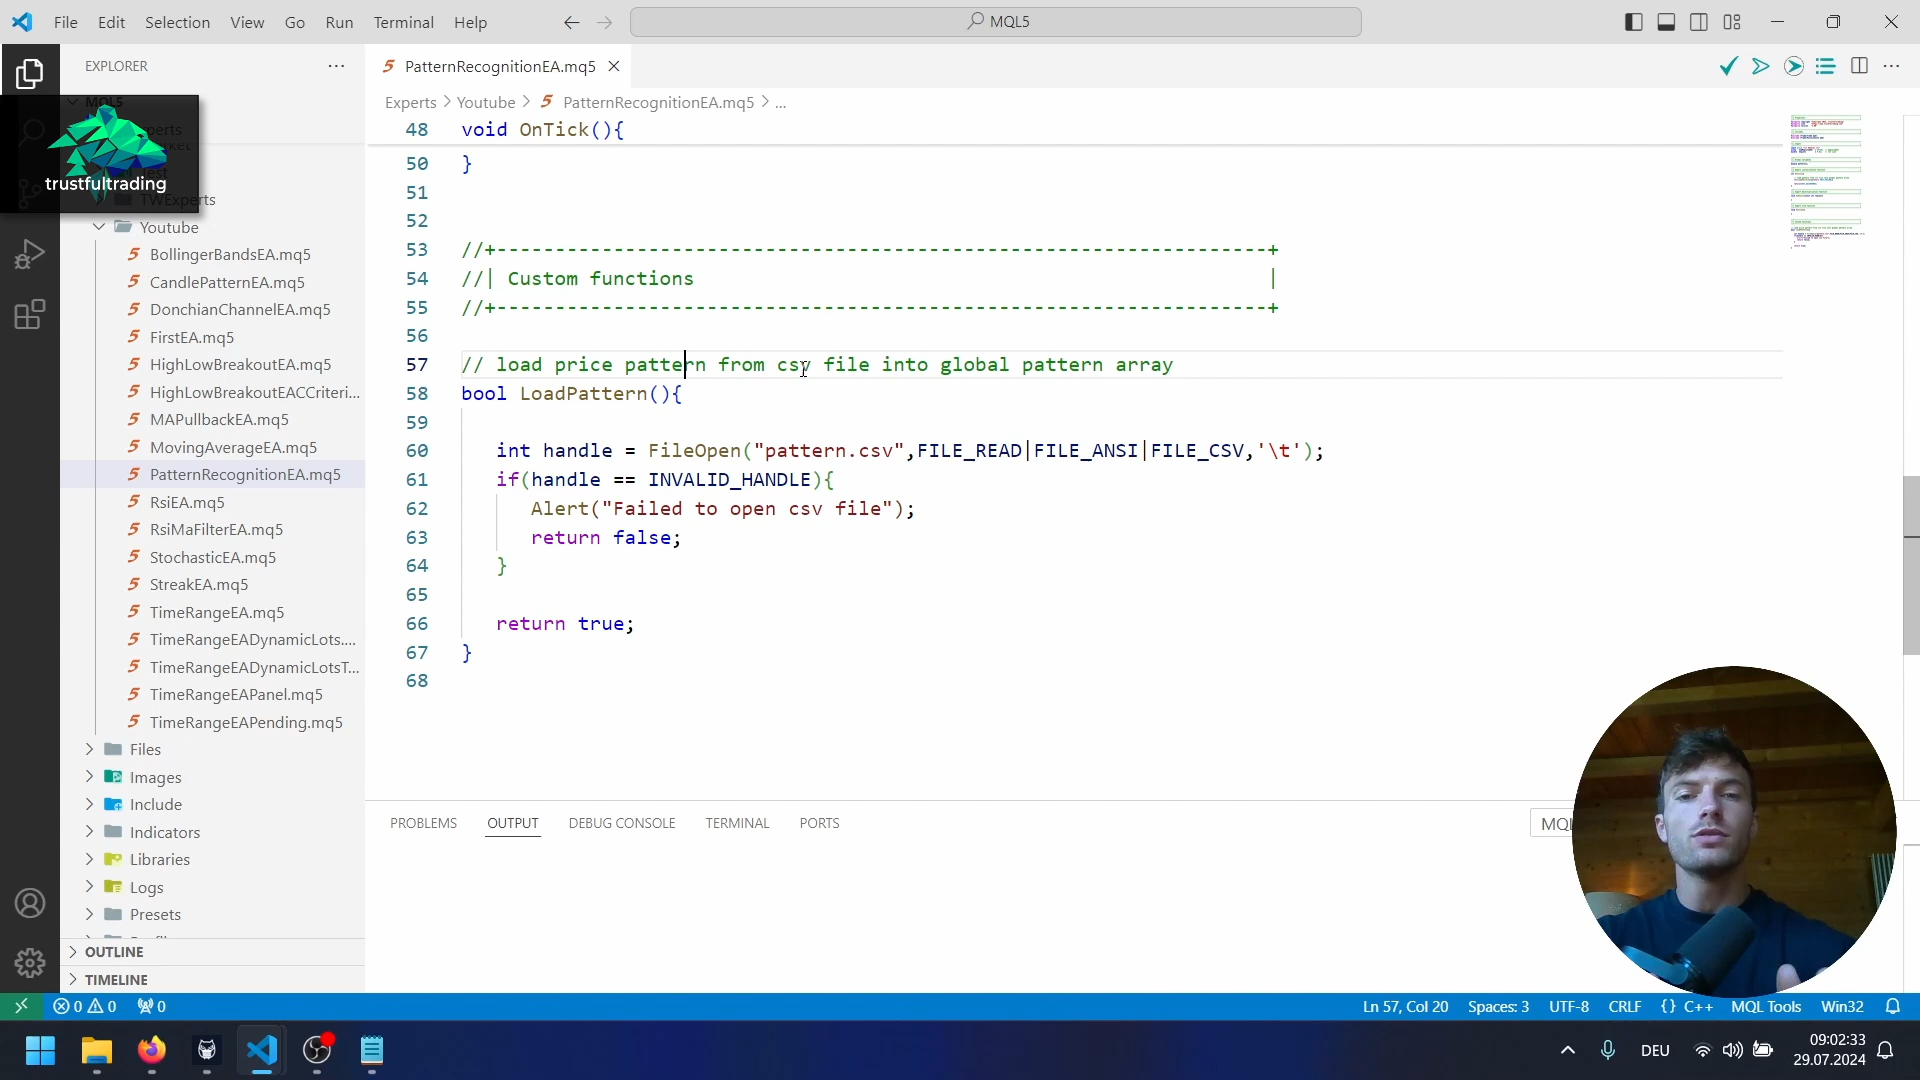 File Edit Selection View Go Run Terminal Help
MQL5
EXPLORER
PatternRecognitionEA.mq5
Experts > Youtube > PatternRecognitionEA.mq5 > ...
trustfultrading
TWExperts
Youtube
BollingerBandsEA.mq5
CandlePatternEA.mq5
DonchianChannelEA.mq5
FirstEA.mq5
HighLowBreakoutEA.mq5
HighLowBreakoutEACCriteri...
MAPullbackEA.mq5
MovingAverageEA.mq5
PatternRecognitionEA.mq5
RsiEA.mq5
RsiMaFilterEA.mq5
StochasticEA.mq5
StreakEA.mq5
TimeRangeEA.mq5
TimeRangeEADynamicLots....
TimeRangeEADynamicLotsT...
TimeRangeEAPanel.mq5
TimeRangeEAPending.mq5
Files
Images
Include
Indicators
Libraries
Logs
Presets
OUTLINE
TIMELINE
48 void OnTick(){
50 }
51
52
53 //+------------------------------------------------------------------+
54 //| Custom functions |
55 //+------------------------------------------------------------------+
56
57 // load price pattern from csv file into global pattern array
58 bool LoadPattern(){
59
60 int handle = FileOpen("pattern.csv",FILE_READ|FILE_ANSI|FILE_CSV,'\t');
61 if(handle == INVALID_HANDLE){
62 Alert("Failed to open csv file");
63 return false;
64 }
65
66 return true;
67 }
68
PROBLEMS OUTPUT DEBUG CONSOLE TERMINAL PORTS
0 0 0
Ln 57, Col 20 Spaces: 3 UTF-8 CRLF {} C++ MQL Tools Win32
DEU
09:02:33
29.07.2024